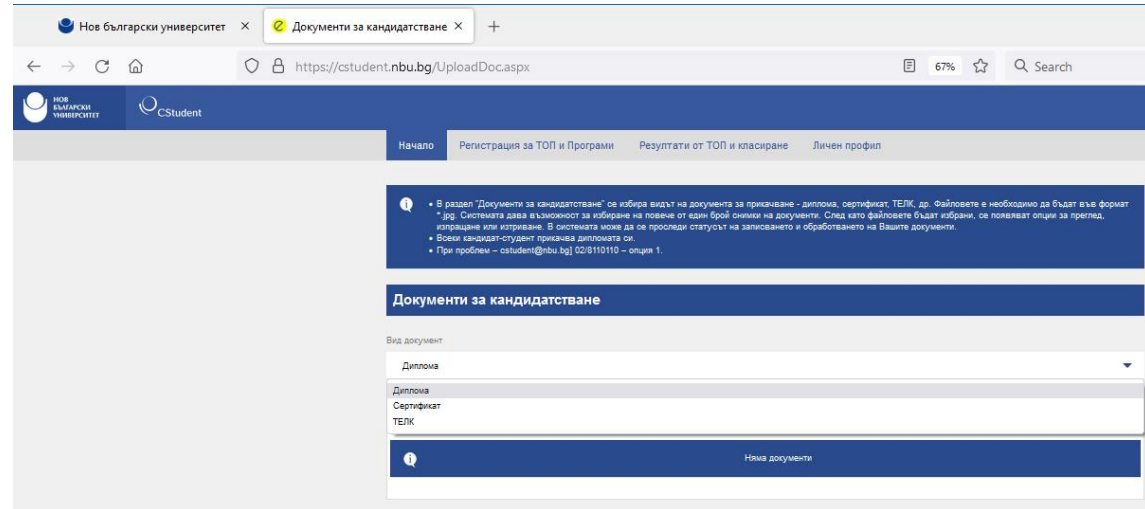 Нов български университет
Документи за кандидатстване
https://cstudent.nbu.bg/UploadDoc.aspx
67%
Search
НОВ
БЪЛГАРСКИ
УНИВЕРСИТЕТ
CStudent
Начало
Регистрация за ТОП и Програми
Резултати от ТОП и класиране
Личен профил
• В раздел "Документи за кандидатстване" се избира видът на документа за прикачване - диплома, сертификат, ТЕЛК, др. Файловете е необходимо да бъдат във формат
*.jpg. Системата дава възможност за избиране на повече от един брой снимки на документи. След като файловете бъдат избрани, се появяват опции за преглед,
изпращане или изтриване. В системата може да се проследи статусът на записването и обработването на Вашите документи.
• Всеки кандидат-студент прикачва дипломата си.
• При проблем – cstudent@nbu.bg] 02/8110110 – опция 1.
Документи за кандидатстване
Вид документ
Диплома
Диплома
Сертификат
ТЕЛК
Няма документи